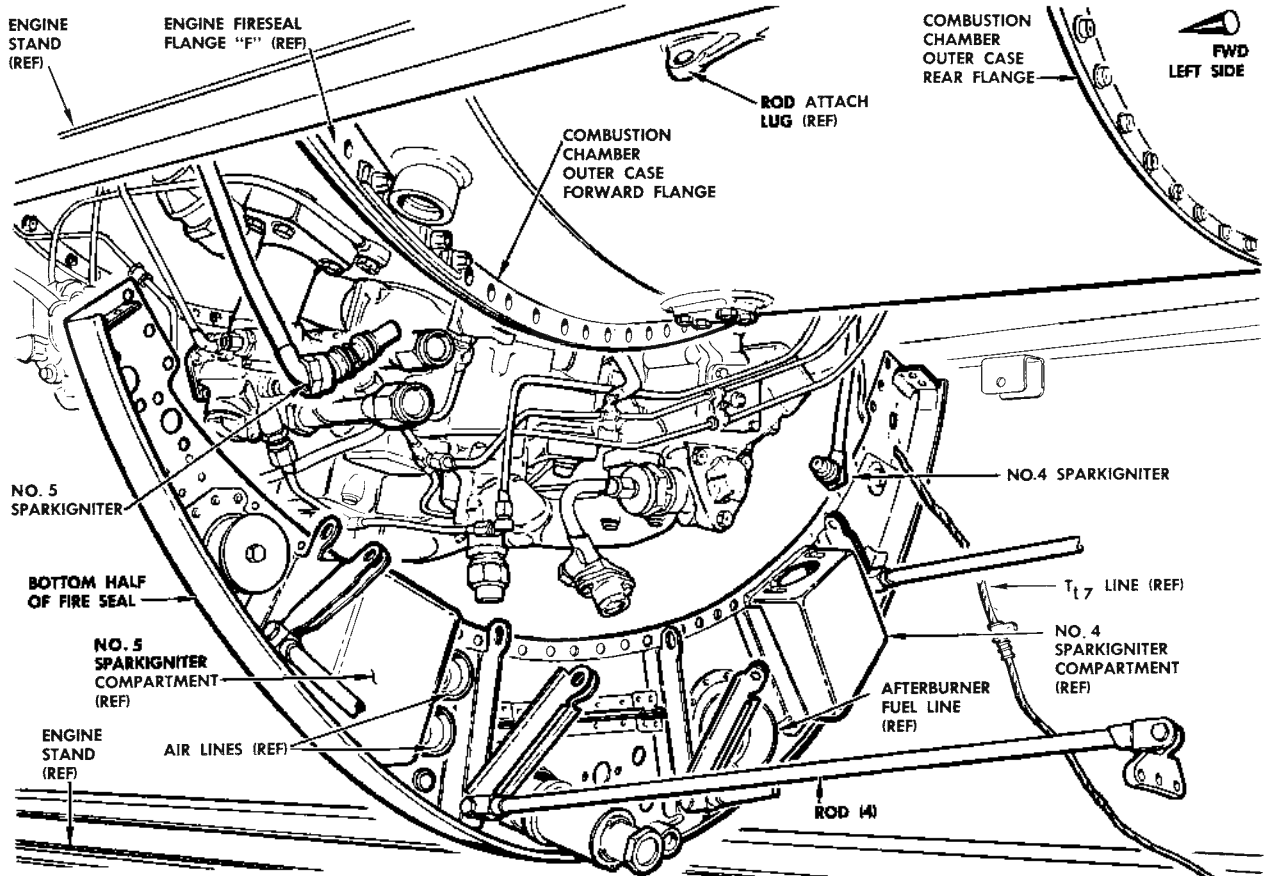 ENGINE
STAND
(REF)
ENGINE FIRESEAL
FLANGE "F" (REF)
COMBUSTION
CHAMBER
OUTER CASE
REAR FLANGE
FWD
LEFT SIDE
ROD ATTACH
LUG (REF)
COMBUSTION
CHAMBER
OUTER CASE
FORWARD FLANGE
NO. 5
SPARKIGNITER
NO.4 SPARKIGNITER
BOTTOM HALF
OF FIRE SEAL
Tt7 LINE (REF)
NO. 5
SPARKIGNITER
COMPARTMENT
(REF)
NO. 4
SPARKIGNITER
COMPARTMENT
(REF)
AFTERBURNER
FUEL LINE
(REF)
ENGINE
STAND
(REF)
AIR LINES (REF)
ROD (4)